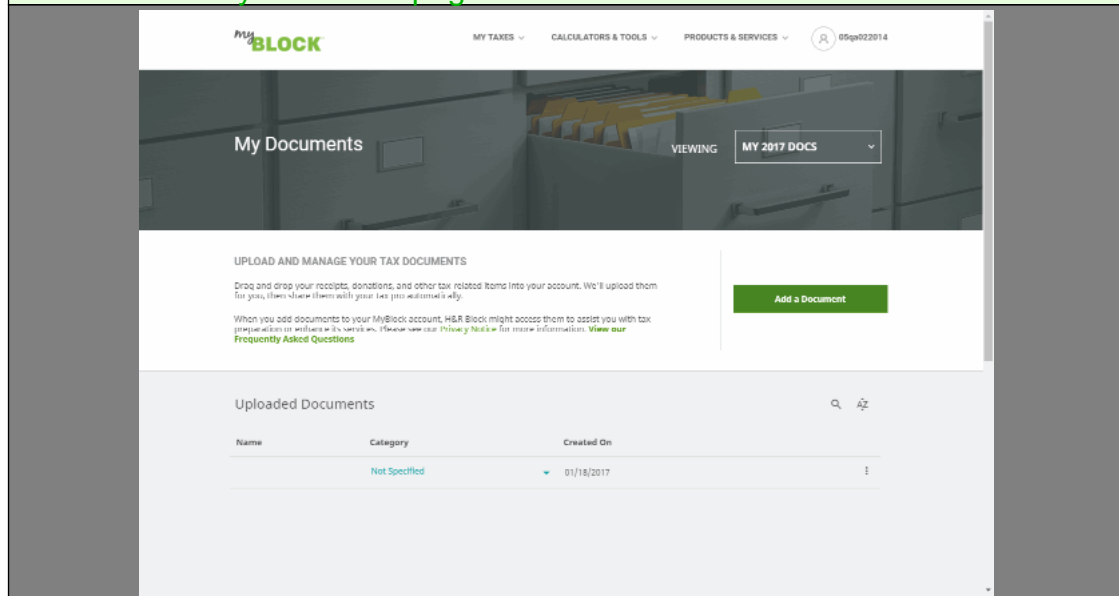 my BLOCK
MY TAXES
CALCULATORS & TOOLS
PRODUCTS & SERVICES
05qa022014
My Documents
VIEWING
MY 2017 DOCS
UPLOAD AND MANAGE YOUR TAX DOCUMENTS
Drag and drop your receipts, donations, and other tax related items into your account. We'll upload them
for you, then share them with your tax pro automatically.
When you add documents to your MyBlock account, H&R Block might access them to assist you with tax
preparation or enhance its services. Please see our Privacy Notice for more information. View our
Frequently Asked Questions
Add a Document
Uploaded Documents
AZ
Name Category Created On
Not Specified 01/18/2017